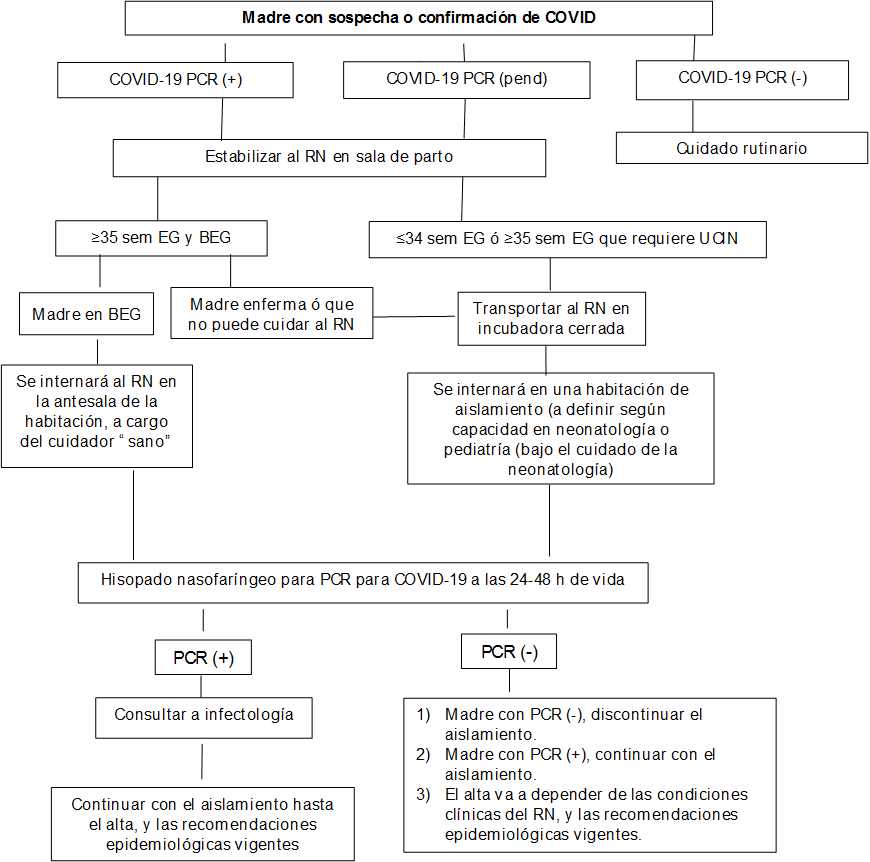 Madre con sospecha o confirmación de COVID
COVID-19 PCR (+)
COVID-19 PCR (pend)
COVID-19 PCR (-)
Cuidado rutinario
Estabilizar al RN en sala de parto
≥35 sem EG y BEG
≤34 sem EG ó ≥35 sem EG que requiere UCIN
Madre en BEG
Madre enferma ó que
no puede cuidar al RN
Transportar al RN en
incubadora cerrada
Se internará al RN en
la antesala de la
habitación, a cargo
del cuidador “ sano”
Se internará en una habitación de
aislamiento (a definir según
capacidad en neonatología o
pediatría (bajo el cuidado de la
neonatología)
Hisopado nasofaríngeo para PCR para COVID-19 a las 24-48 h de vida
PCR (+)
PCR (-)
Consultar a infectología
1) Madre con PCR (-), discontinuar el
aislamiento.
2) Madre con PCR (+), continuar con el
aislamiento.
3) El alta va a depender de las condiciones
clínicas del RN, y las recomendaciones
epidemiológicas vigentes.
Continuar con el aislamiento hasta
el alta, y las recomendaciones
epidemiológicas vigentes